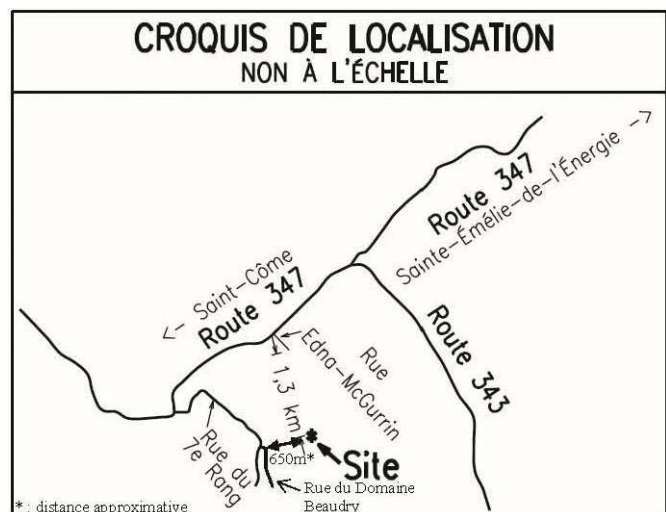 CROQUIS DE LOCALISATION
NON À L'ÉCHELLE
Route 347
Sainte-Émélie-de-l'Énergie ->
<- Saint-Côme
Route 347
Rue
Edna-McGurrin
Route 343
1,3 km
Rue du
7e Rang
650m*
Site
Rue du Domaine
Beaudry
* : distance approximative